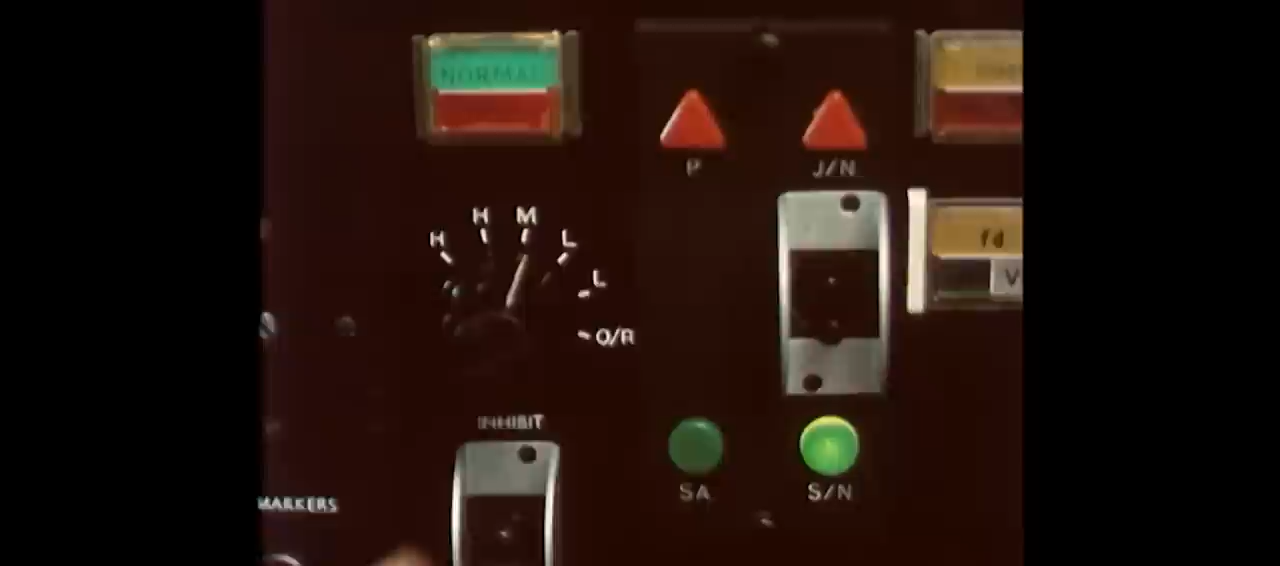 NORMAL
P
J/N
H
H
M
L
L
O/R
fd
V
INHIBIT
SA
S/N
MARKERS